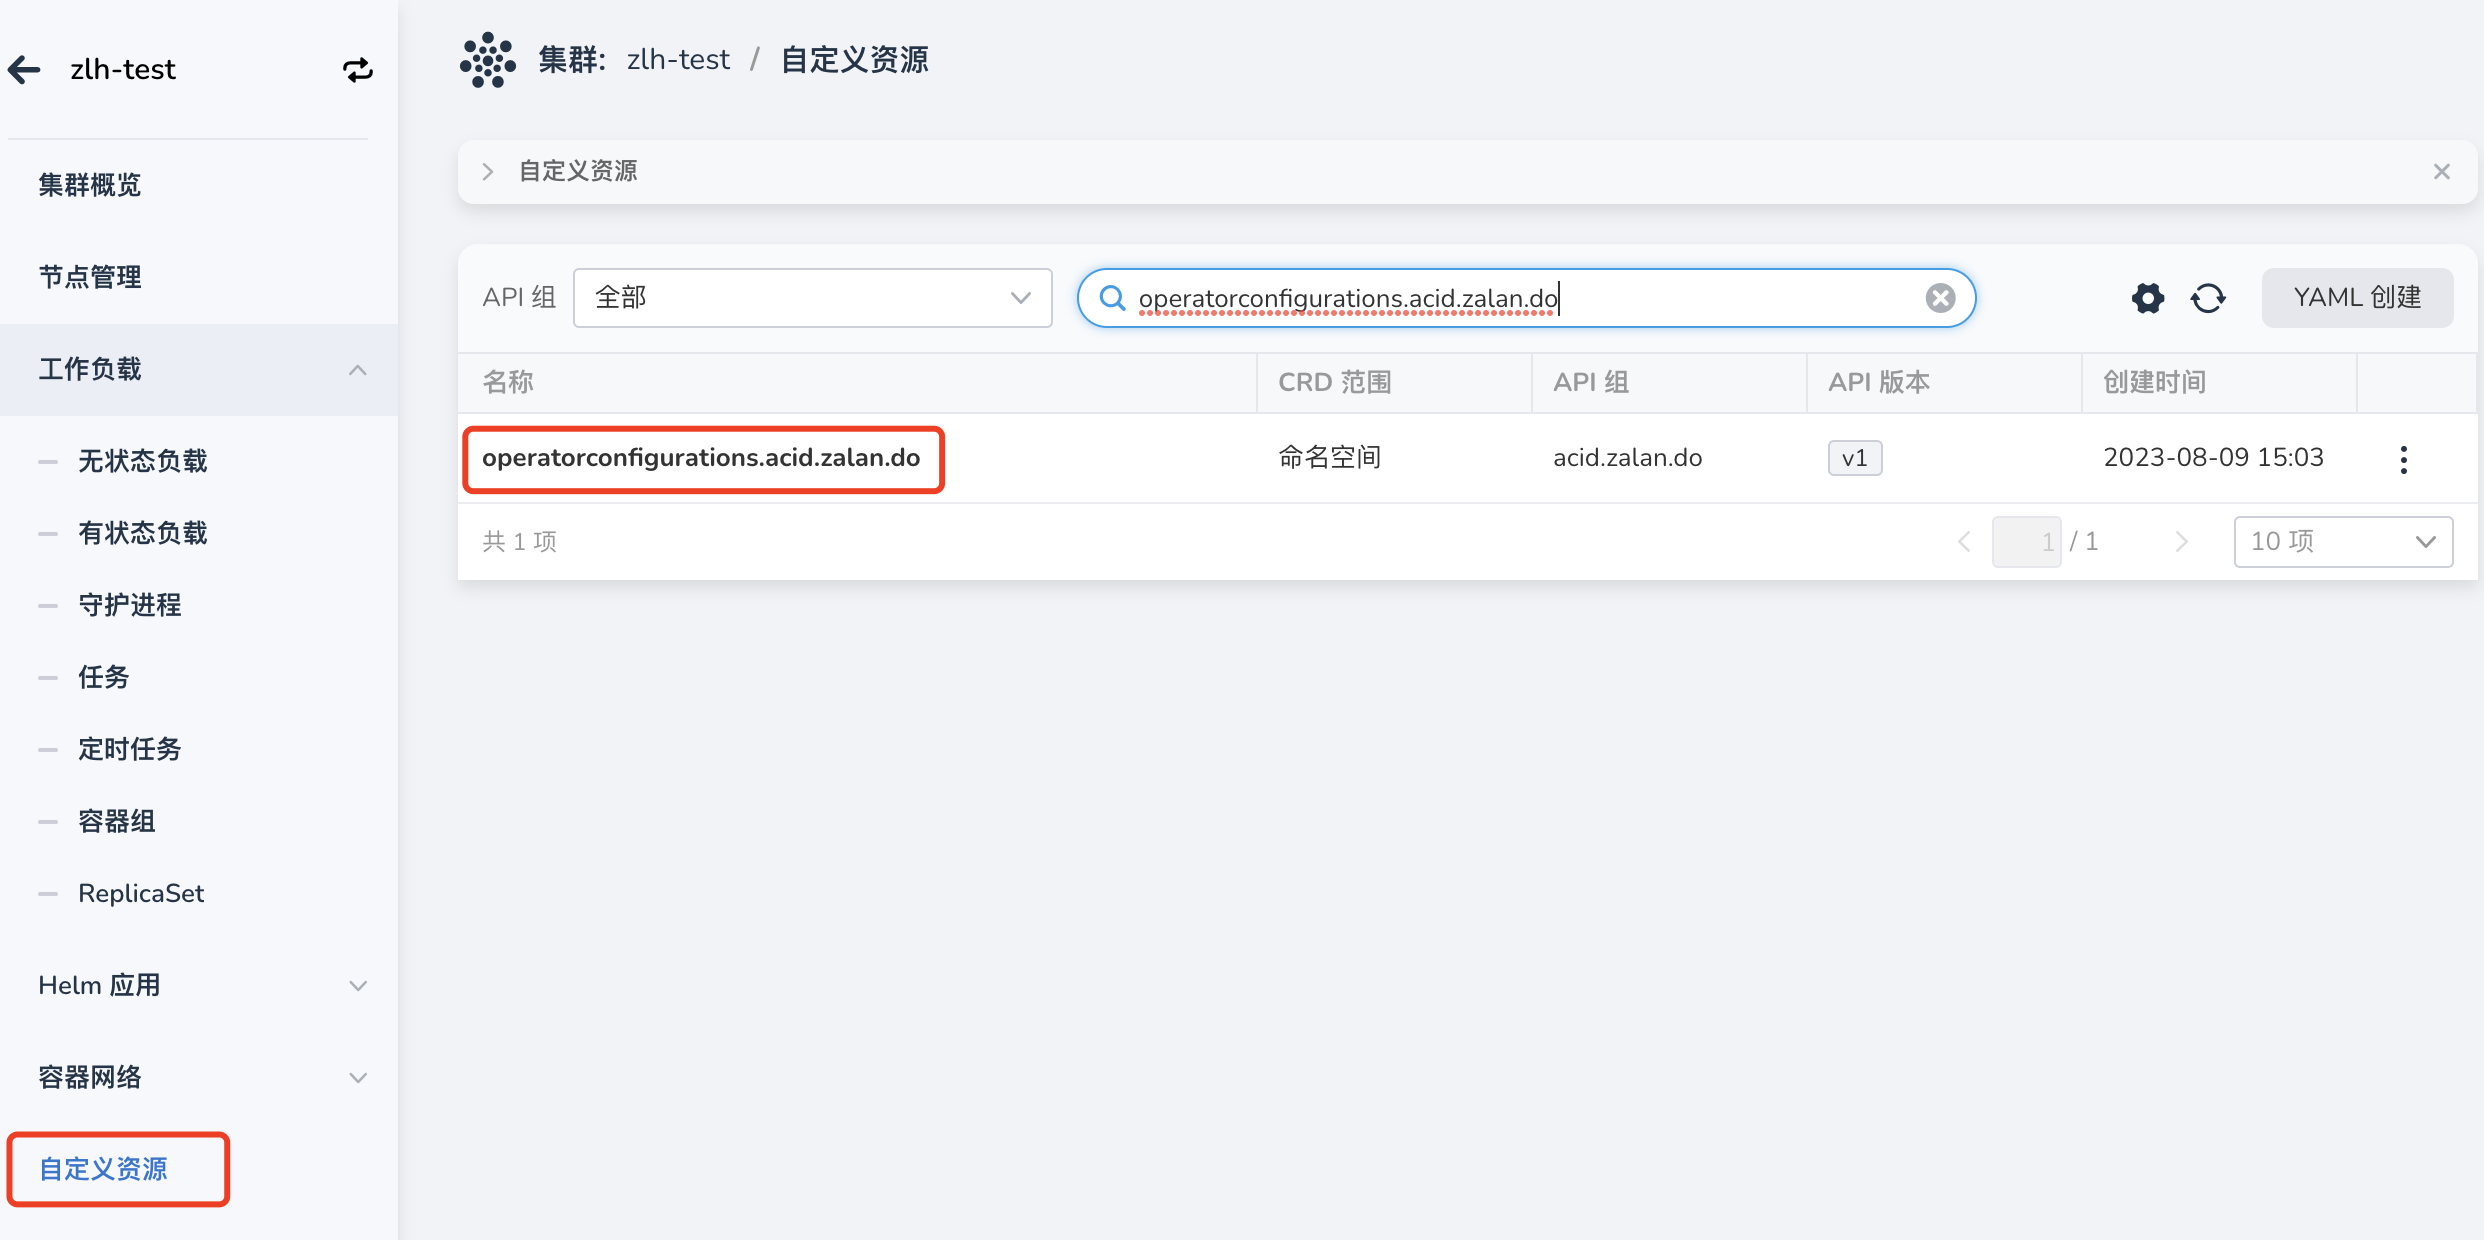 zlh-test
集群概览
节点管理
工作负载
无状态负载
有状态负载
守护进程
任务
定时任务
容器组
ReplicaSet
Helm 应用
容器网络
自定义资源
集群: zlh-test / 自定义资源
自定义资源
API 组 全部 operatorconfigurations.acid.zalan.do YAML 创建
名称 CRD 范围 API 组 API 版本 创建时间
operatorconfigurations.acid.zalan.do 命名空间 acid.zalan.do v1 2023-08-09 15:03
共 1 项 1 / 1 10 项